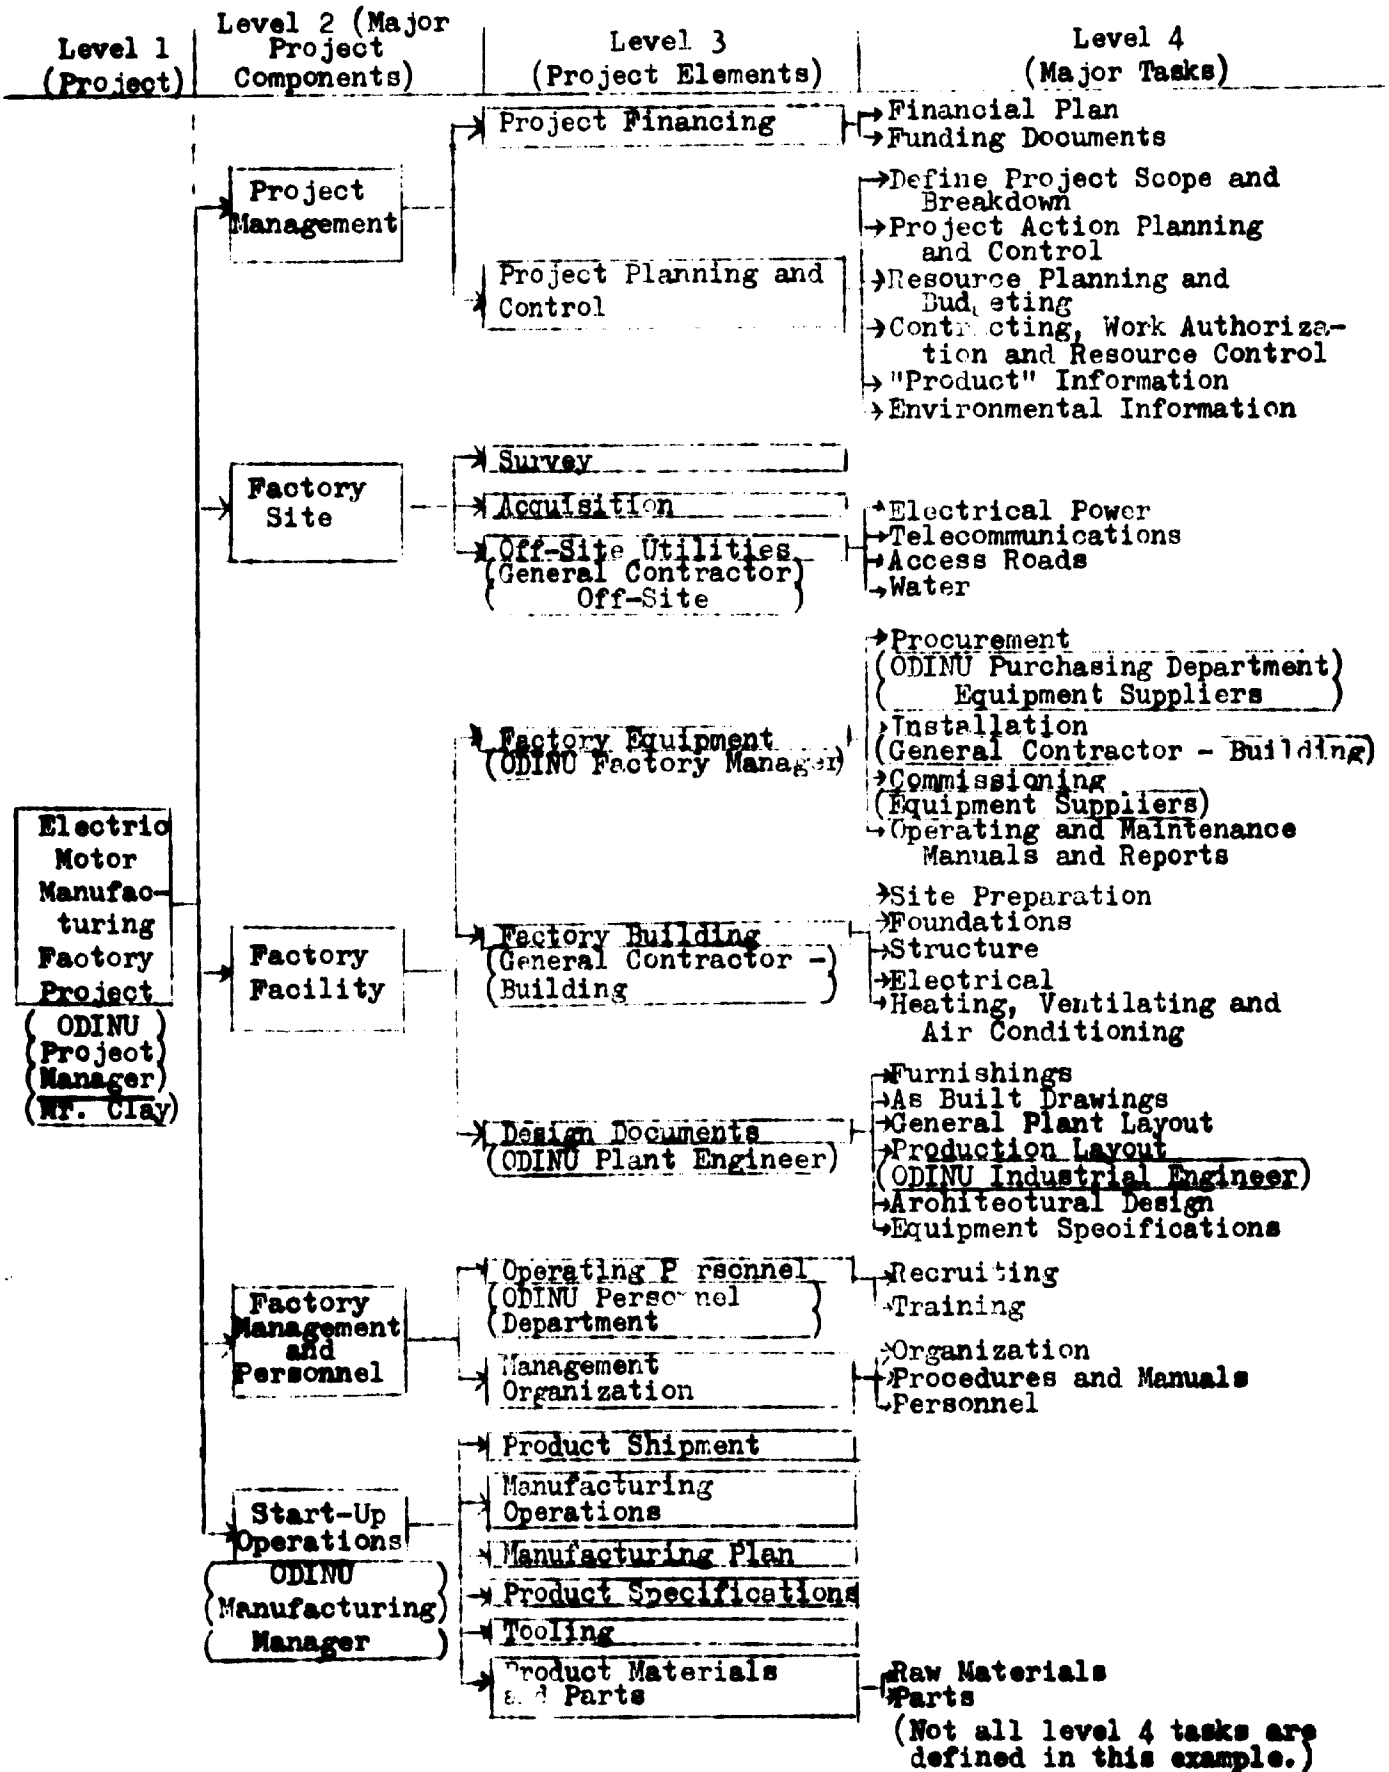 Level 1
(Project)
Level 2 (Major
Project
Components)
Level 3
(Project Elements)
Level 4
(Major Tasks)
Electric
Motor
Manufac-
turing
Factory
Project
(ODINU
Project
Manager)
(Mr. Clay)
Project
Management
Project Financing
Financial Plan
Funding Documents
Project Planning and
Control
Define Project Scope and
Breakdown
Project Action Planning
and Control
Resource Planning and
Budgeting
Contracting, Work Authoriza-
tion and Resource Control
"Product" Information
Environmental Information
Factory
Site
Survey
Acquisition
Off-Site Utilities
(General Contractor
Off-Site)
Electrical Power
Telecommunications
Access Roads
Water
Factory
Facility
Factory Equipment
(ODINU Factory Manager)
Procurement
(ODINU Purchasing Department
Equipment Suppliers)
Installation
(General Contractor - Building)
Commissioning
(Equipment Suppliers)
Operating and Maintenance
Manuals and Reports
Factory Building
(General Contractor -
Building)
Site Preparation
Foundations
Structure
Electrical
Heating, Ventilating and
Air Conditioning
Design Documents
(ODINU Plant Engineer)
Furnishings
As Built Drawings
General Plant Layout
Production Layout
(ODINU Industrial Engineer)
Architectural Design
Equipment Specifications
Factory
Management
and
Personnel
Operating Personnel
(ODINU Personnel
Department)
Recruiting
Training
Management
Organization
Organization
Procedures and Manuals
Personnel
Start-Up
Operations
(ODINU
Manufacturing
Manager)
Product Shipment
Manufacturing
Operations
Manufacturing Plan
Product Specifications
Tooling
Product Materials
and Parts
Raw Materials
Parts
(Not all level 4 tasks are
defined in this example.)